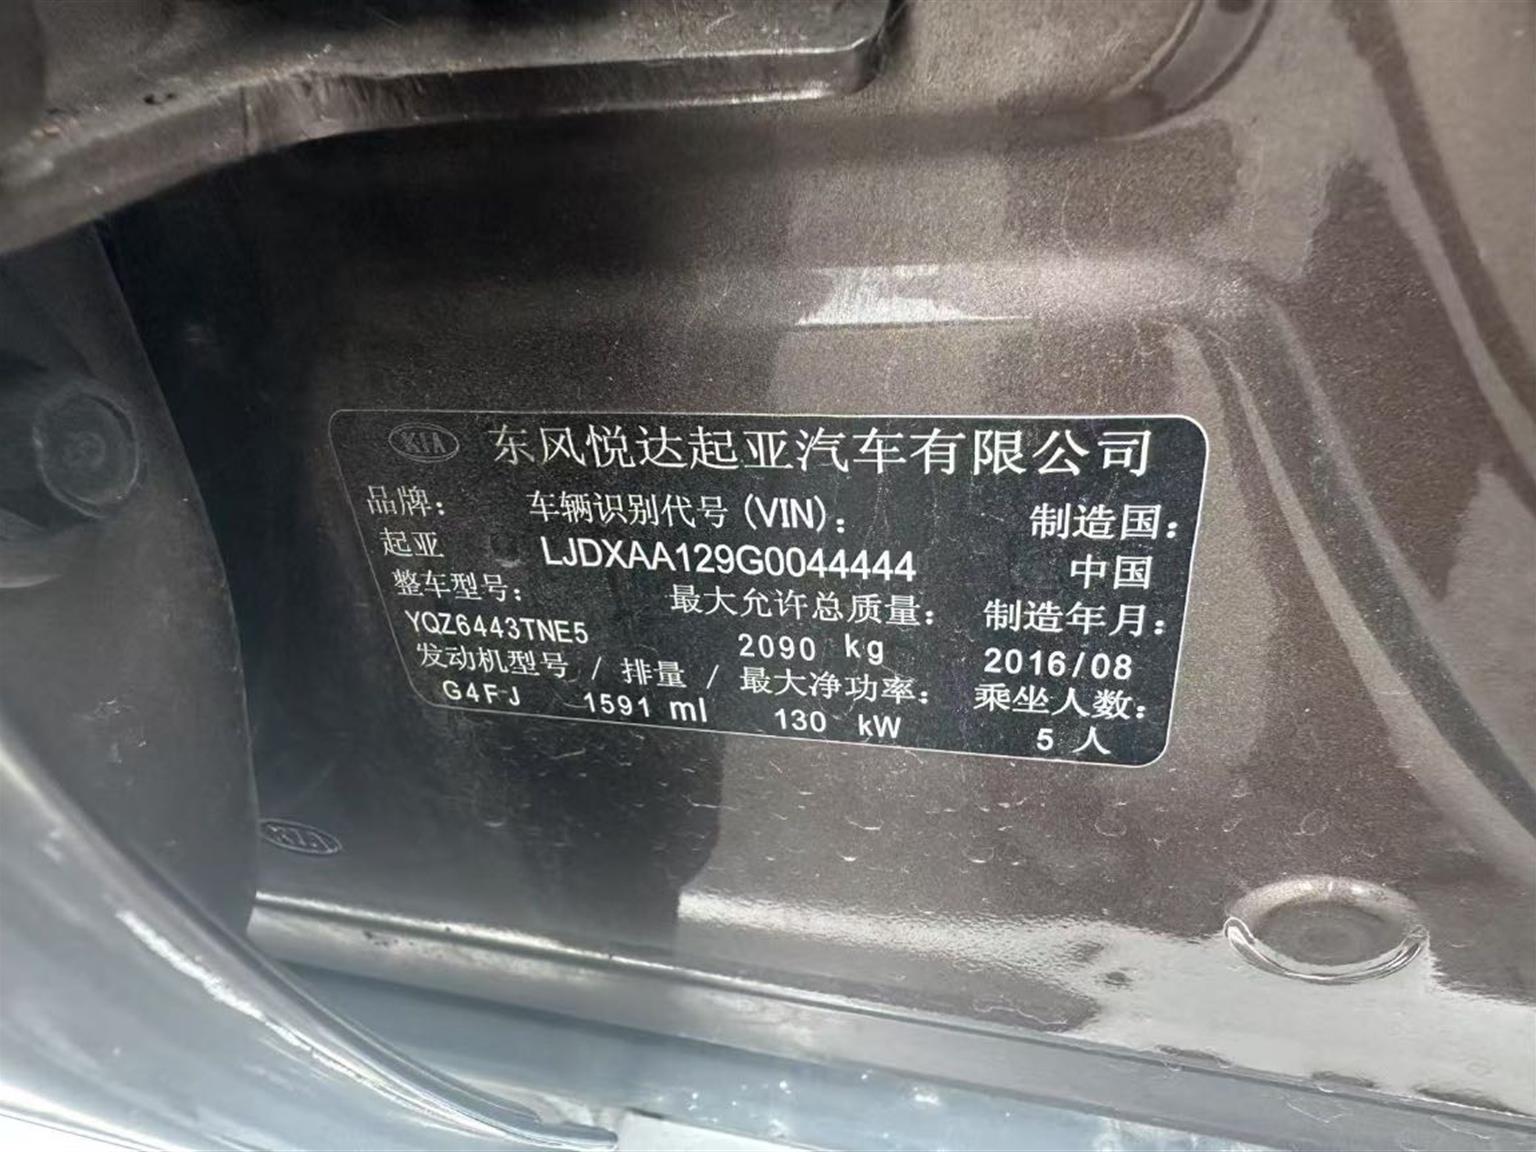 KIA 东风悦达起亚汽车有限公司
品牌： 车辆识别代号 (VIN)： 制造国：
起亚 LJDXAA129G0044444 中国
整车型号： 最大允许总质量： 制造年月：
YQZ6443TNE5 2090 kg 2016/08
发动机型号 / 排量 / 最大净功率： 乘坐人数：
G4FJ 1591 ml 130 kW 5 人